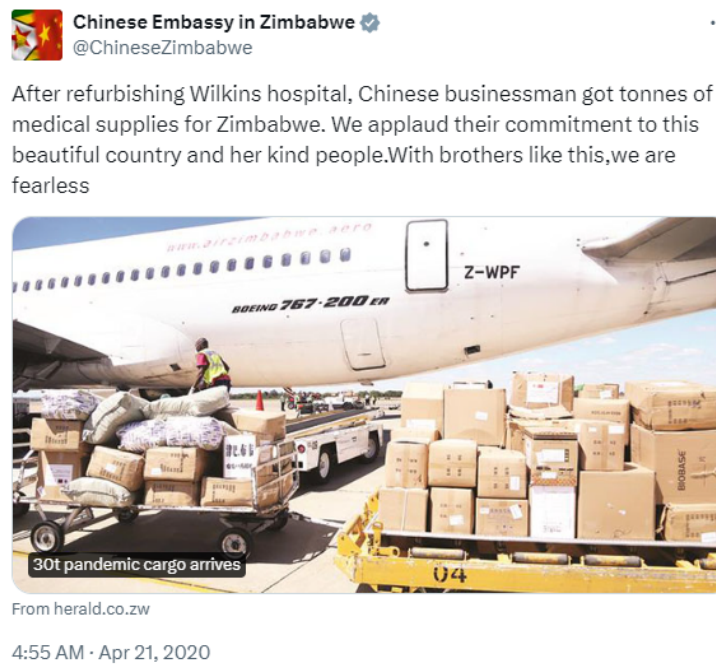 Chinese Embassy in Zimbabwe
@ChineseZimbabwe
After refurbishing Wilkins hospital, Chinese businessman got tonnes of
medical supplies for Zimbabwe. We applaud their commitment to this
beautiful country and her kind people.With brothers like this,we are
fearless
www.airzimbabwe.aero
Z-WPF
BOEING 767-200 ER
BIOBASE
04
30t pandemic cargo arrives
From herald.co.zw
4:55 AM · Apr 21, 2020